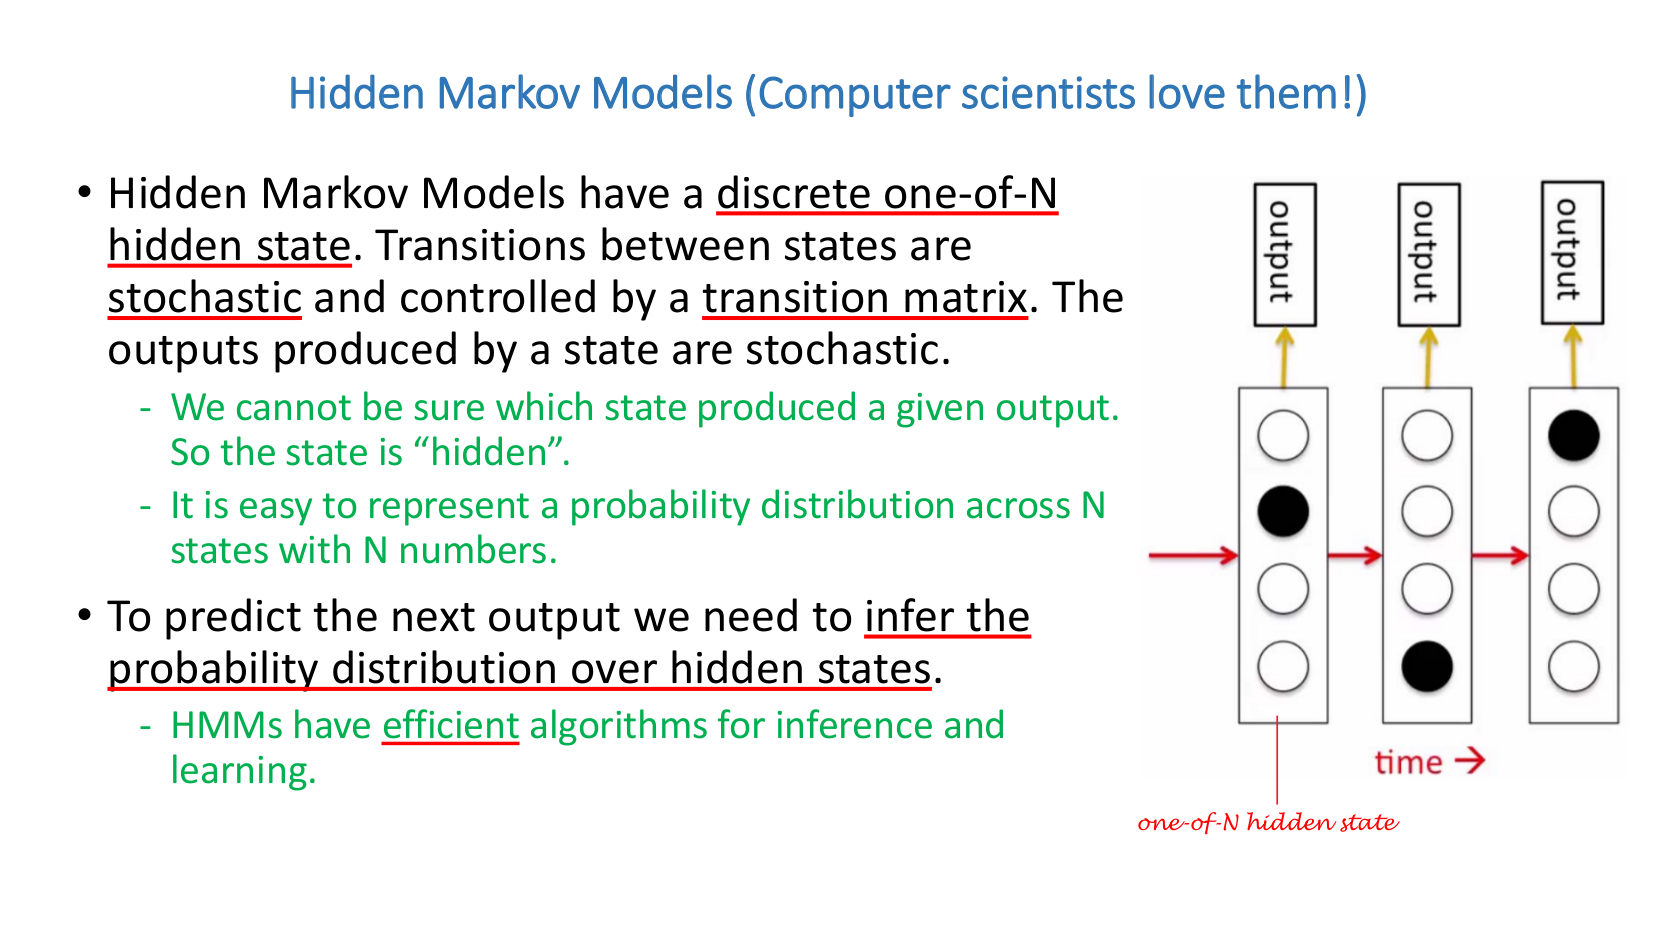 Hidden Markov Models (Computer scientists love them!)
• Hidden Markov Models have a discrete one-of-N
hidden state. Transitions between states are
stochastic and controlled by a transition matrix. The
outputs produced by a state are stochastic.
- We cannot be sure which state produced a given output.
So the state is “hidden”.
- It is easy to represent a probability distribution across N
states with N numbers.
• To predict the next output we need to infer the
probability distribution over hidden states.
- HMMs have efficient algorithms for inference and
learning.
output
output
output
time →
one-of-N hidden state